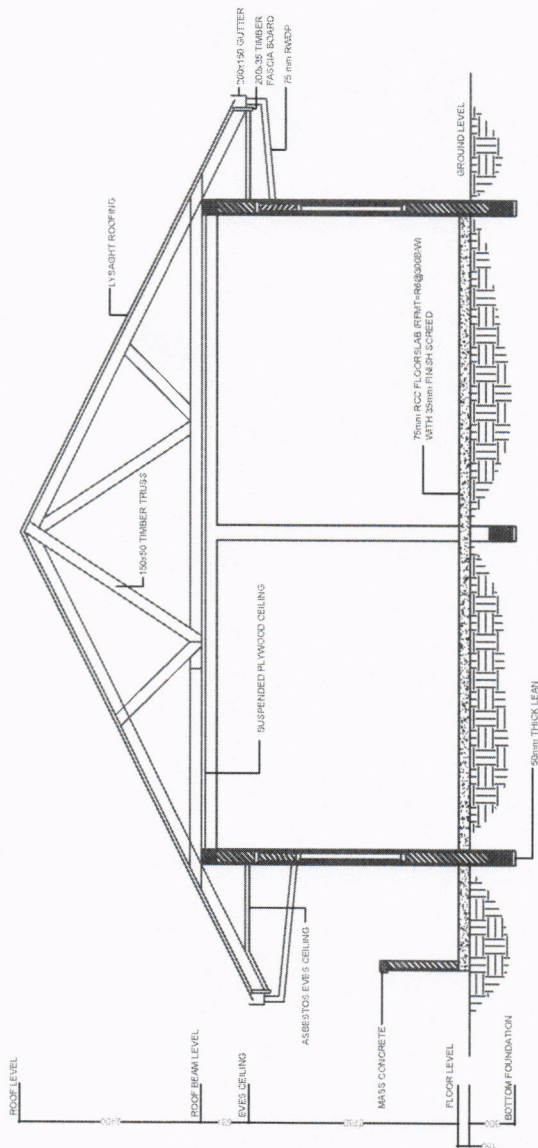 ROOF LEVEL
ROOF BEAM LEVEL
EVES CEILING
FLOOR LEVEL
BOTTOM FOUNDATION
MASS CONCRETE
ASBESTOS EVES CEILING
SUSPENDED PLYWOOD CEILING
150x50 TIMBER TRUSS
LYSAGHT ROOFING
200x150 GUTTER
200x35 TIMBER
FASCIA BOARD
75 mm RWDP
75mm RCC FLOORSLAB
WITH 35mm FINISH SCREED
GROUND LEVEL
50mm THICK LEAN